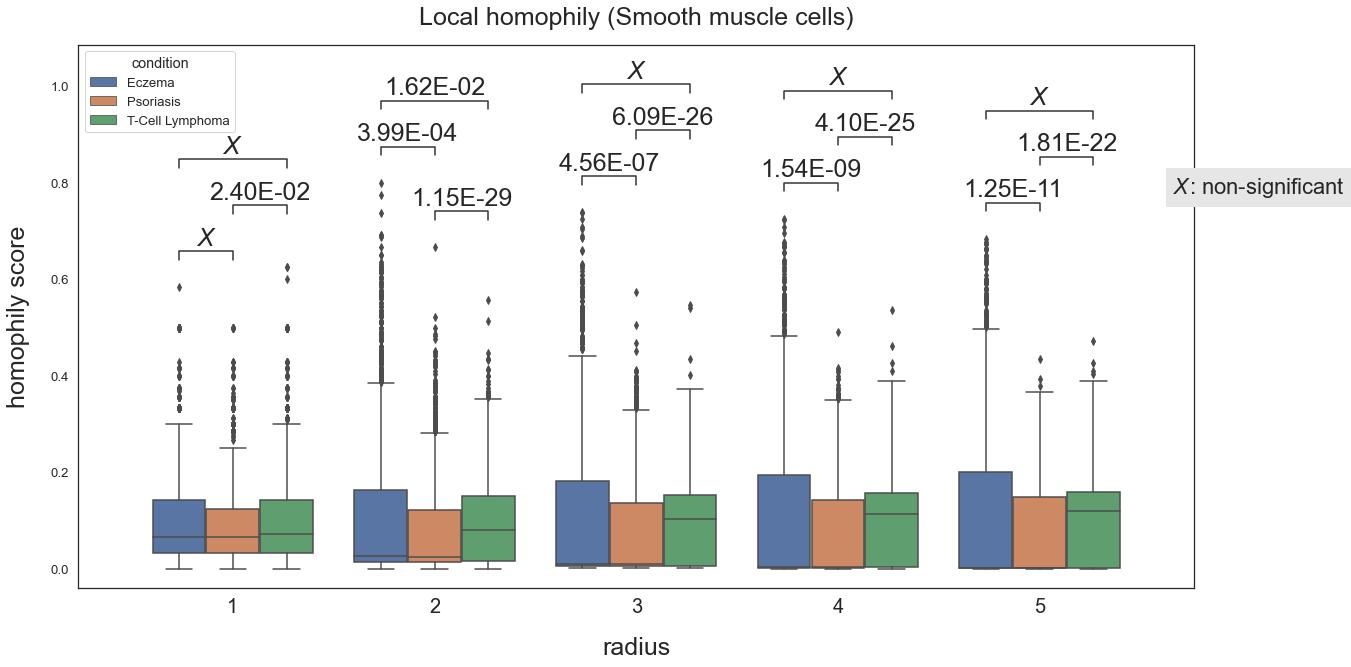 Local homophily (Smooth muscle cells)
condition
Eczema
Psoriasis
T-Cell Lymphoma
homophily score
1.0
0.8
0.6
0.4
0.2
0.0
X
2.40E-02
X
1.62E-02
3.99E-04
1.15E-29
X
6.09E-26
4.56E-07
X
4.10E-25
1.54E-09
X
1.81E-22
1.25E-11
X: non-significant
1 2 3 4 5
radius